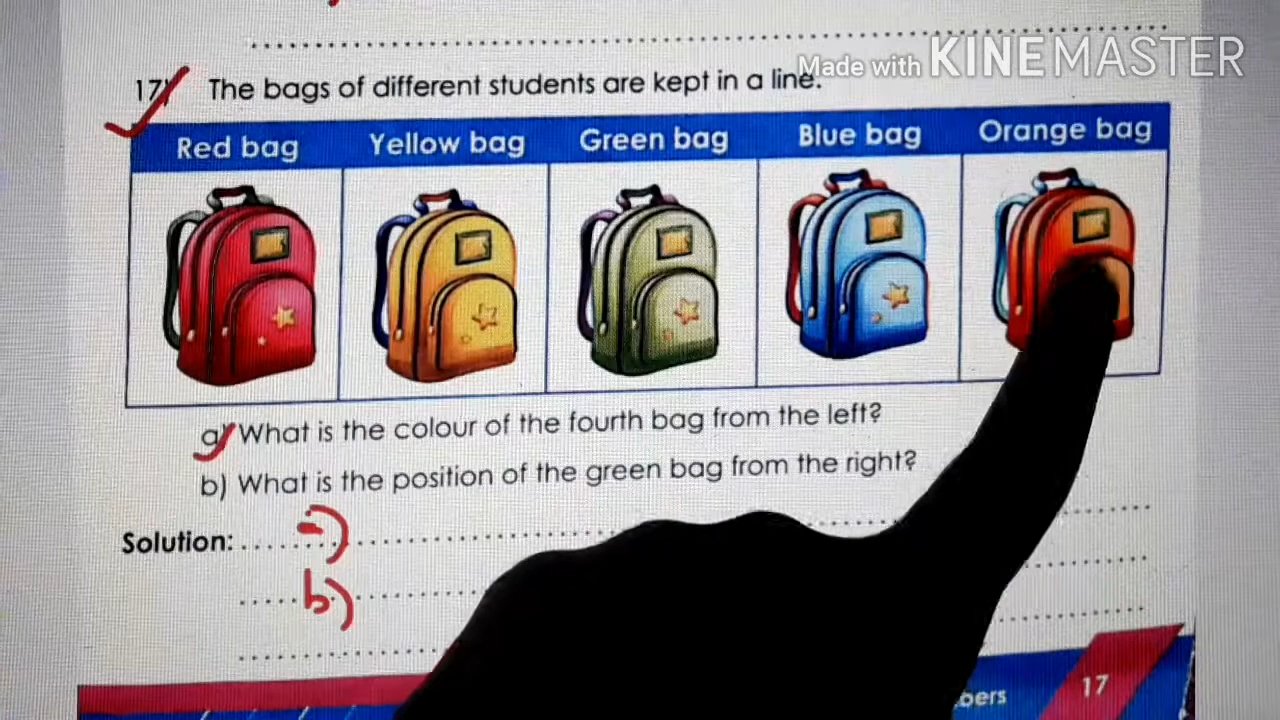 Made with KINEMASTER
17) The bags of different students are kept in a line.
Red bag Yellow bag Green bag Blue bag Orange bag
a) What is the colour of the fourth bag from the left?
b) What is the position of the green bag from the right?
Solution:
b)
17